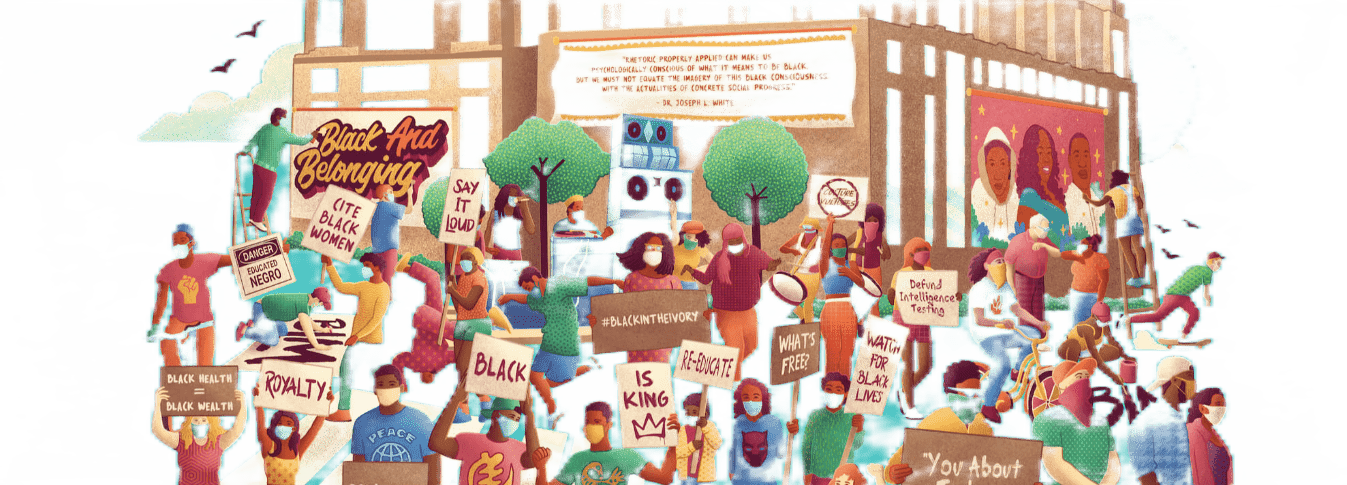 "RHETORIC PROPERLY APPLIED CAN MAKE US
PSYCHOLOGICALLY CONSCIOUS OF WHAT IT MEANS TO BE BLACK,
BUT WE MUST NOT EQUATE THE IMAGERY OF THIS BLACK CONSCIOUSNESS
WITH THE ACTUALITIES OF CONCRETE SOCIAL PROGRESS."
- DR. JOSEPH L. WHITE
Black And
Belonging
SAY
IT
LOUD
CULTURE
VULTURES
CITE
BLACK
WOMEN
DANGER
EDUCATED
NEGRO
Defund
Intelligence
Testing
#BLACKINTHEIVORY
WHAT'S
FREE?
WATCH
FOR
BLACK
LIVES
RE-EDUCATE
BLACK
BLACK HEALTH
=
BLACK WEALTH
ROYALTY
IS
KING
PEACE
"You About